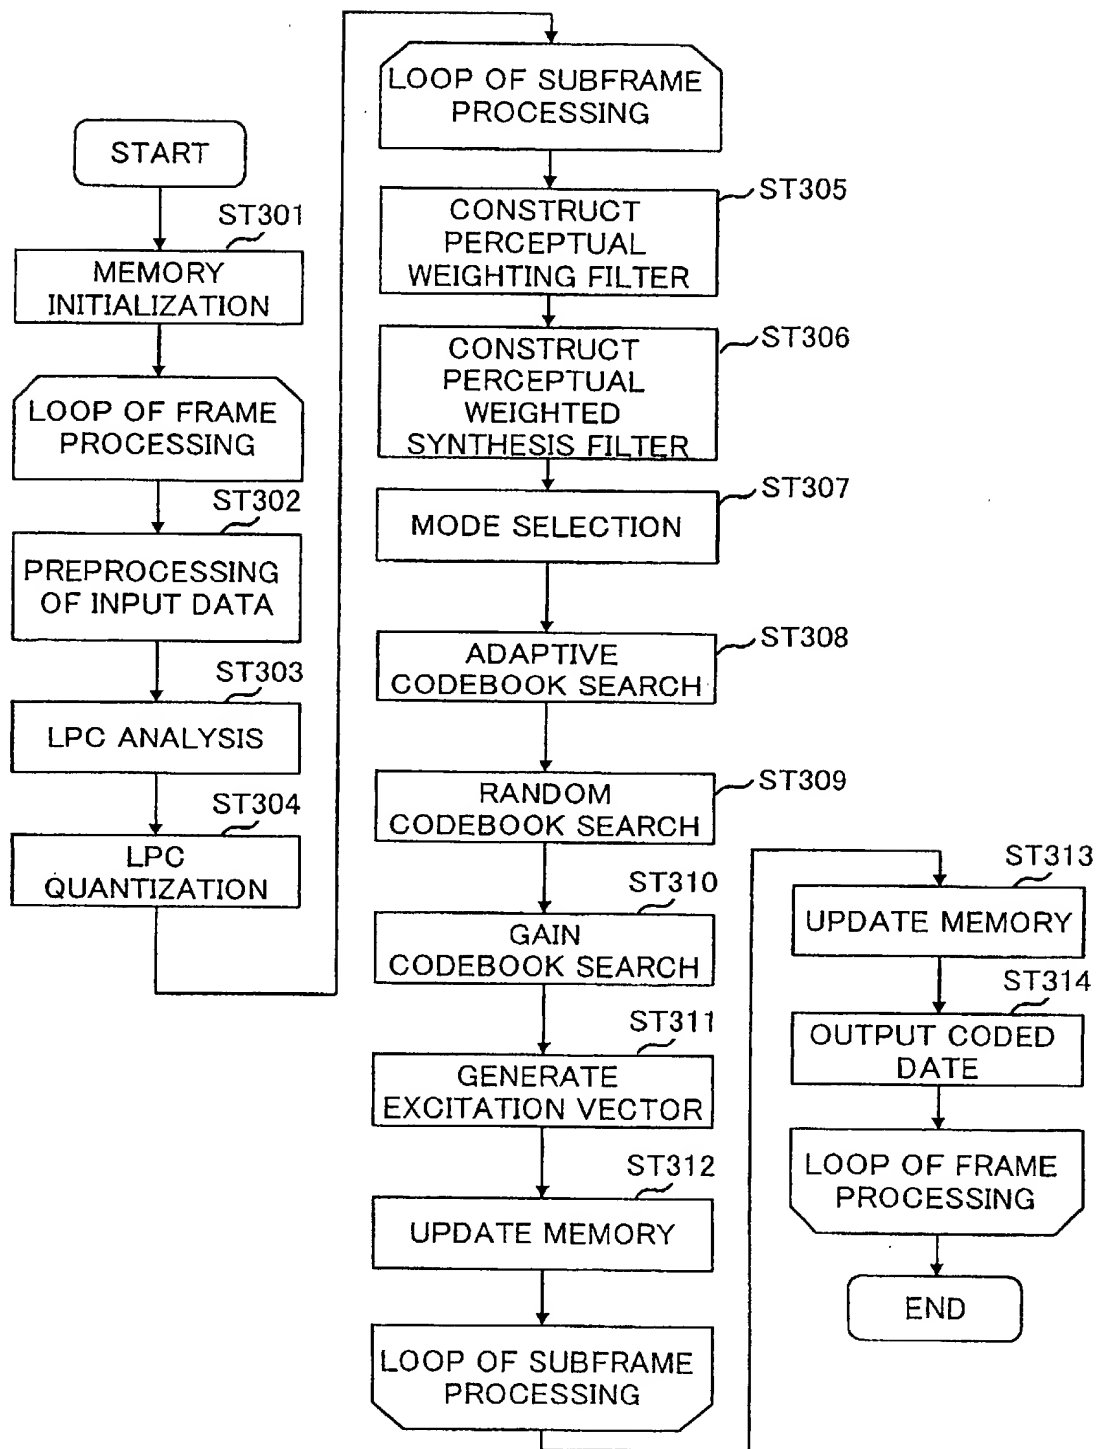 START
ST301
MEMORY
INITIALIZATION
LOOP OF FRAME
PROCESSING
ST302
PREPROCESSING
OF INPUT DATA
ST303
LPC ANALYSIS
ST304
LPC
QUANTIZATION
LOOP OF SUBFRAME
PROCESSING
ST305
CONSTRUCT
PERCEPTUAL
WEIGHTING FILTER
ST306
CONSTRUCT
PERCEPTUAL
WEIGHTED
SYNTHESIS FILTER
ST307
MODE SELECTION
ST308
ADAPTIVE
CODEBOOK SEARCH
ST309
RANDOM
CODEBOOK SEARCH
ST310
GAIN
CODEBOOK SEARCH
ST311
GENERATE
EXCITATION VECTOR
ST312
UPDATE MEMORY
LOOP OF SUBFRAME
PROCESSING
ST313
UPDATE MEMORY
ST314
OUTPUT CODED
DATE
LOOP OF FRAME
PROCESSING
END